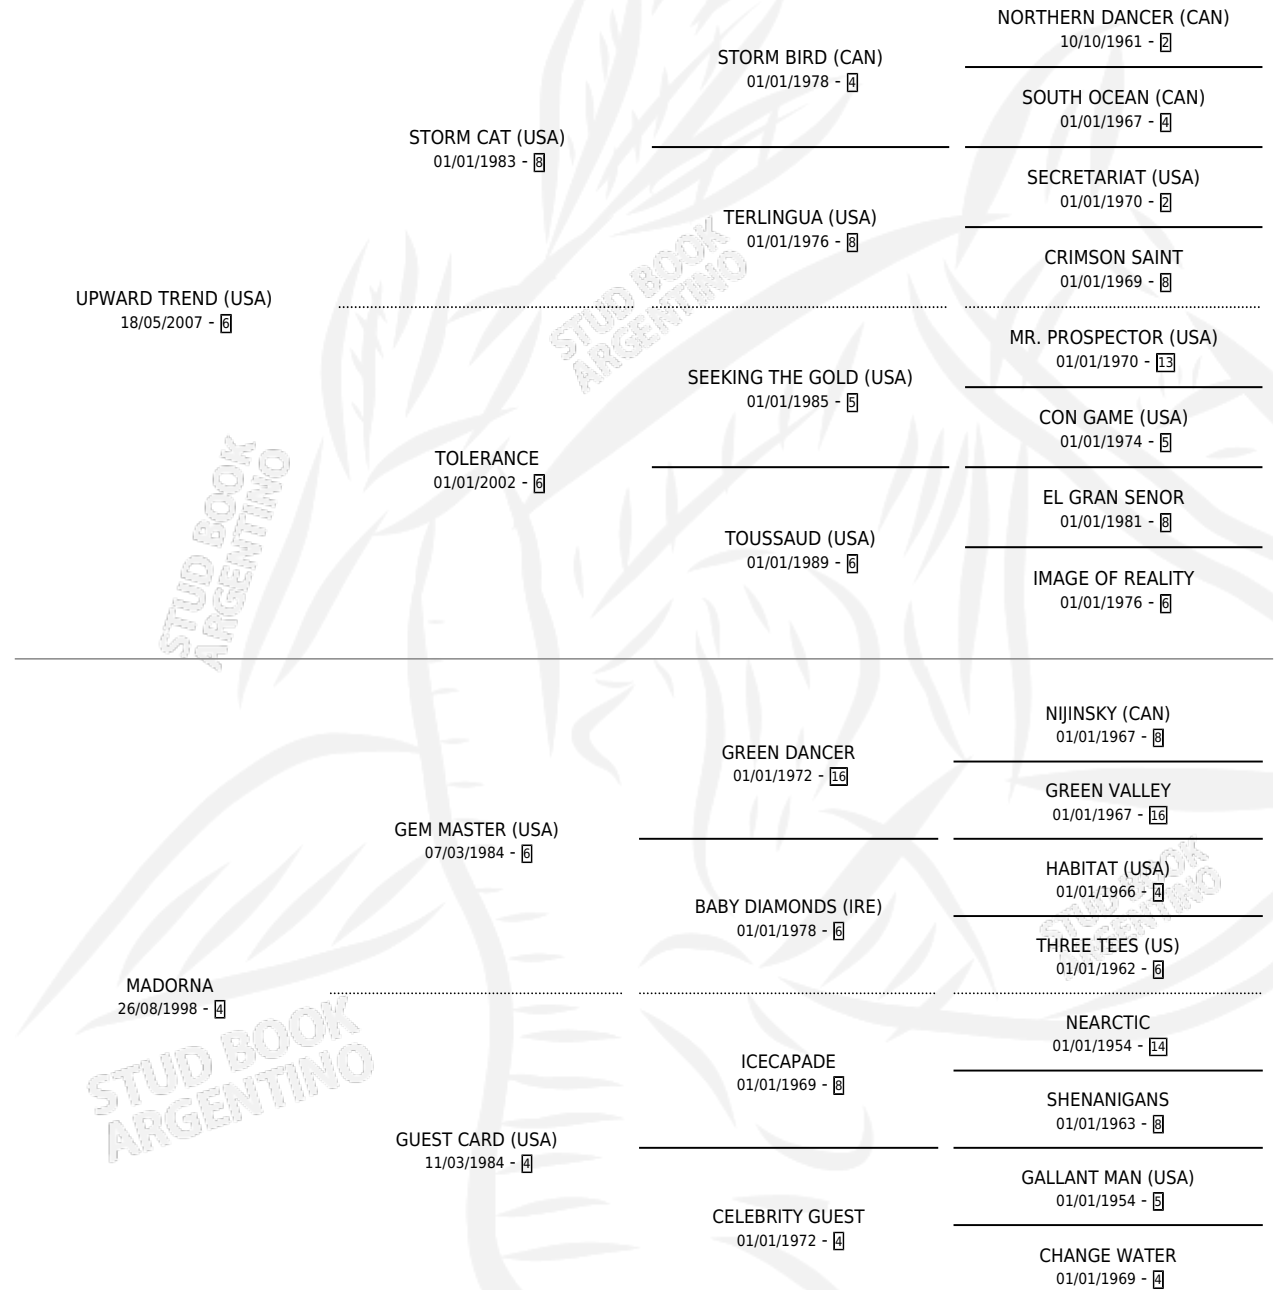 NORTHERN DANCER (CAN)
10/10/1961 - 2
STORM BIRD (CAN)
01/01/1978 - 4
SOUTH OCEAN (CAN)
01/01/1967 - 4
STORM CAT (USA)
01/01/1983 - 8
SECRETARIAT (USA)
01/01/1970 - 2
TERLINGUA (USA)
01/01/1976 - 8
CRIMSON SAINT
01/01/1969 - 8
UPWARD TREND (USA)
18/05/2007 - 6
STUD BOOK
ARGENTINO
MR. PROSPECTOR (USA)
01/01/1970 - 13
SEEKING THE GOLD (USA)
01/01/1985 - 5
CON GAME (USA)
01/01/1974 - 5
TOLERANCE
01/01/2002 - 6
EL GRAN SENOR
01/01/1981 - 8
TOUSSAUD (USA)
01/01/1989 - 6
IMAGE OF REALITY
01/01/1976 - 6
STUD BOOK
ARGENTINO
NIJINSKY (CAN)
01/01/1967 - 8
GREEN DANCER
01/01/1972 - 16
GREEN VALLEY
01/01/1967 - 16
GEM MASTER (USA)
07/03/1984 - 6
HABITAT (USA)
01/01/1966 - 4
BABY DIAMONDS (IRE)
01/01/1978 - 6
STUD BOOK
ARGENTINO
THREE TEES (US)
01/01/1962 - 6
MADORNA
26/08/1998 - 4
NEARCTIC
01/01/1954 - 14
ICECAPADE
01/01/1969 - 8
STUD BOOK
ARGENTINO
SHENANIGANS
01/01/1963 - 8
GUEST CARD (USA)
11/03/1984 - 4
GALLANT MAN (USA)
01/01/1954 - 5
CELEBRITY GUEST
01/01/1972 - 4
CHANGE WATER
01/01/1969 - 4